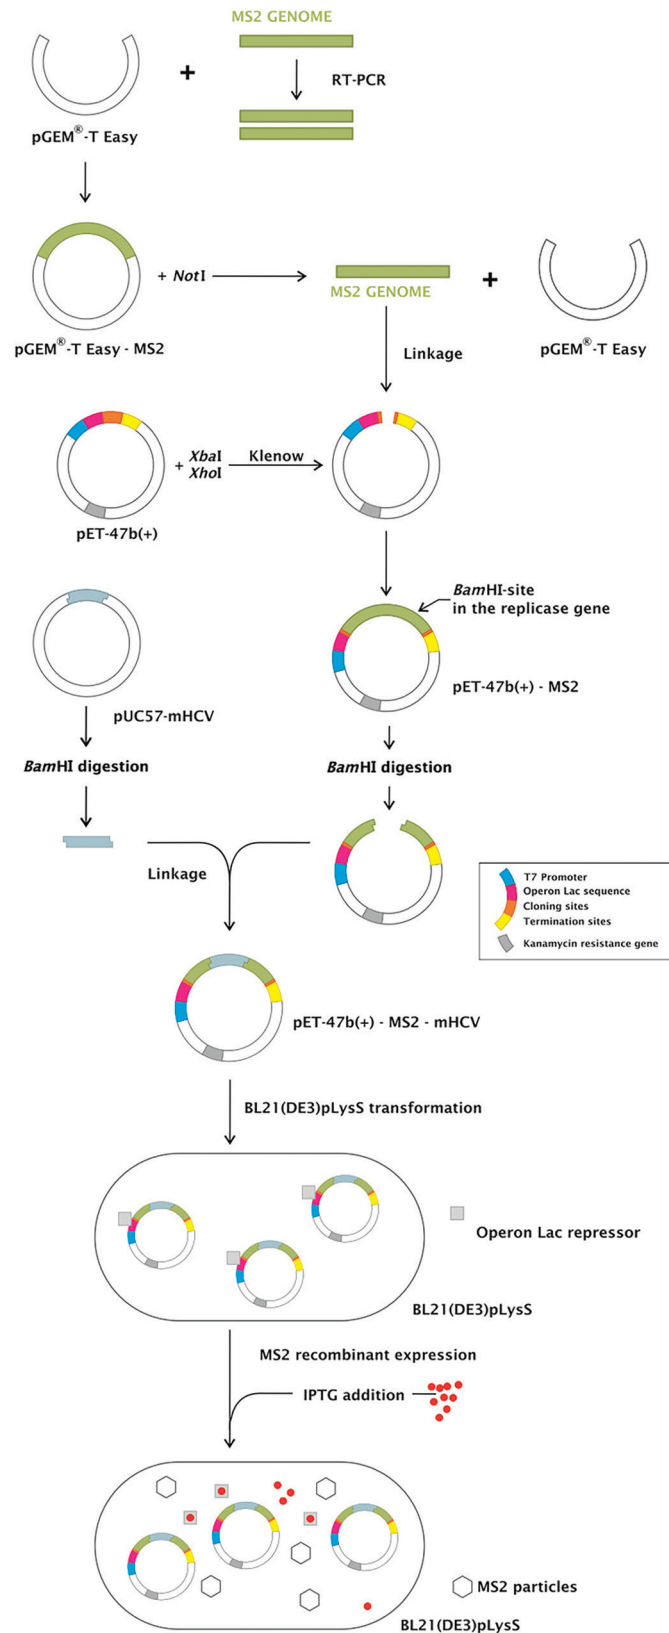 MS2 GENOME
RT-PCR
pGEM®-T Easy
+
+ NotI
MS2 GENOME
+
pGEM®-T Easy - MS2
pGEM®-T Easy
Linkage
+ XbaI
XhoI
Klenow
pET-47b(+)
BamHI-site
in the replicase gene
pET-47b(+) - MS2
pUC57-mHCV
BamHI digestion
BamHI digestion
Linkage
T7 Promoter
Operon Lac sequence
Cloning sites
Termination sites
Kanamycin resistance gene
pET-47b(+) - MS2 - mHCV
BL21(DE3)pLysS transformation
Operon Lac repressor
BL21(DE3)pLysS
MS2 recombinant expression
IPTG addition
MS2 particles
BL21(DE3)pLysS